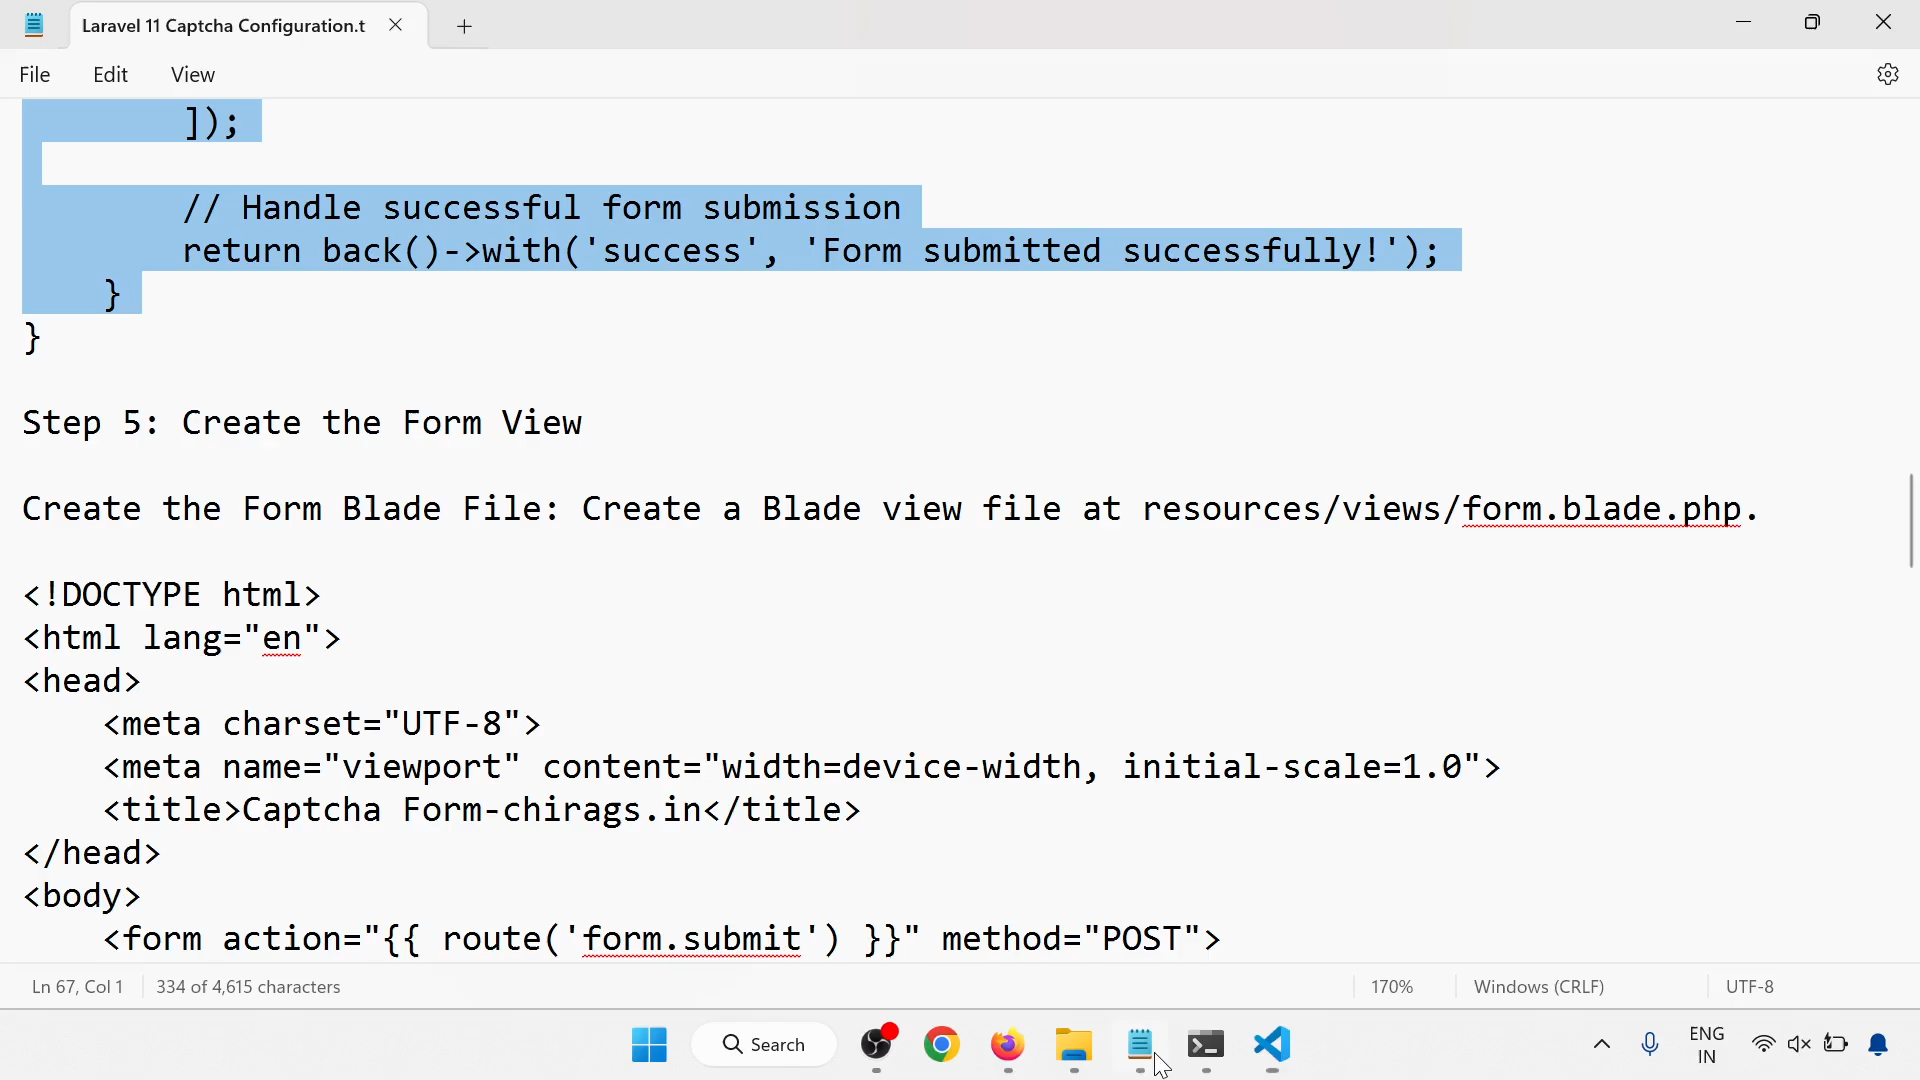 Laravel 11 Captcha Configuration.t
File Edit View
]);
// Handle successful form submission
return back()->with('success', 'Form submitted successfully!');
}
}
Step 5: Create the Form View
Create the Form Blade File: Create a Blade view file at resources/views/form.blade.php.
<!DOCTYPE html>
<html lang="en">
<head>
<meta charset="UTF-8">
<meta name="viewport" content="width=device-width, initial-scale=1.0">
<title>Captcha Form-chirags.in</title>
</head>
<body>
<form action="{{ route('form.submit') }}" method="POST">
Ln 67, Col 1 334 of 4,615 characters 170% Windows (CRLF) UTF-8
Search
ENG
IN